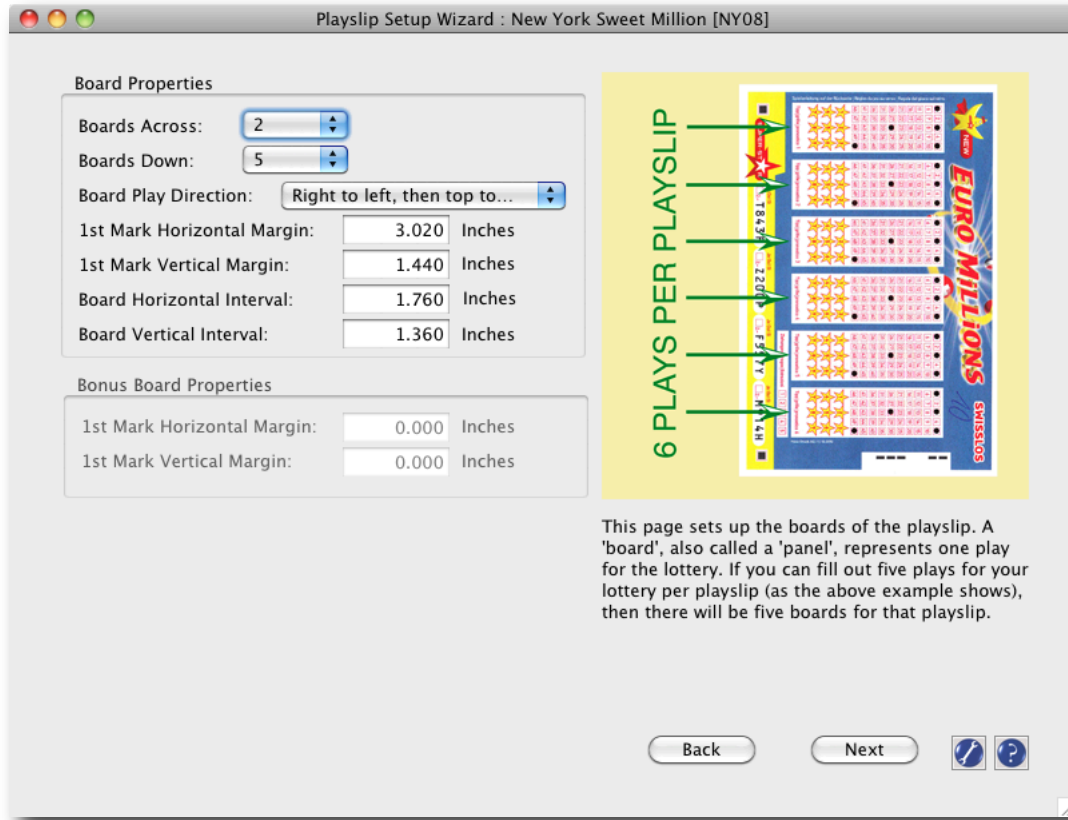 Playslip Setup Wizard : New York Sweet Million [NY08]
Board Properties
Boards Across: 2
Boards Down: 5
Board Play Direction: Right to left, then top to...
1st Mark Horizontal Margin: 3.020 Inches
1st Mark Vertical Margin: 1.440 Inches
Board Horizontal Interval: 1.760 Inches
Board Vertical Interval: 1.360 Inches
Bonus Board Properties
1st Mark Horizontal Margin: 0.000 Inches
1st Mark Vertical Margin: 0.000 Inches
6 PLAYS PER PLAYSLIP
NEW
EURO MiLLiONS
SWISSLOS
This page sets up the boards of the playslip. A
'board', also called a 'panel', represents one play
for the lottery. If you can fill out five plays for your
lottery per playslip (as the above example shows),
then there will be five boards for that playslip.
Back
Next
?